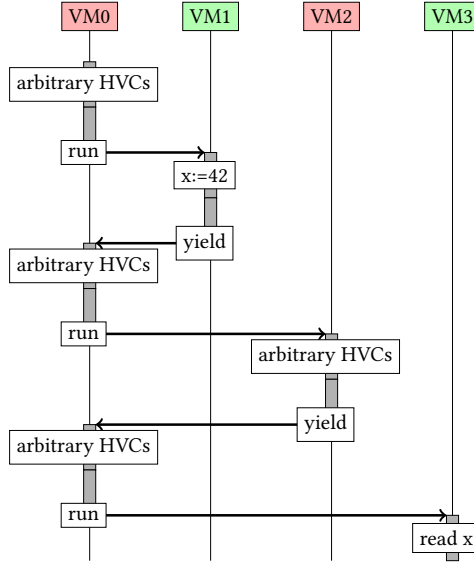 VM0 VM1 VM2 VM3
arbitrary HVCs
run
x:=42
yield
arbitrary HVCs
run
arbitrary HVCs
yield
arbitrary HVCs
run
read x